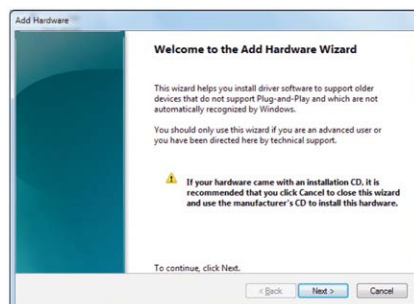 Add Hardware
Welcome to the Add Hardware Wizard
This wizard helps you install driver software to support older
devices that do not support Plug-and-Play and which are not
automatically recognized by Windows.
You should only use this wizard if you are an advanced user or
you have been directed here by technical support.
If your hardware came with an installation CD, it is
recommended that you click Cancel to close this wizard
and use the manufacturer's CD to install this hardware.
To continue, click Next.
< Back Next > Cancel